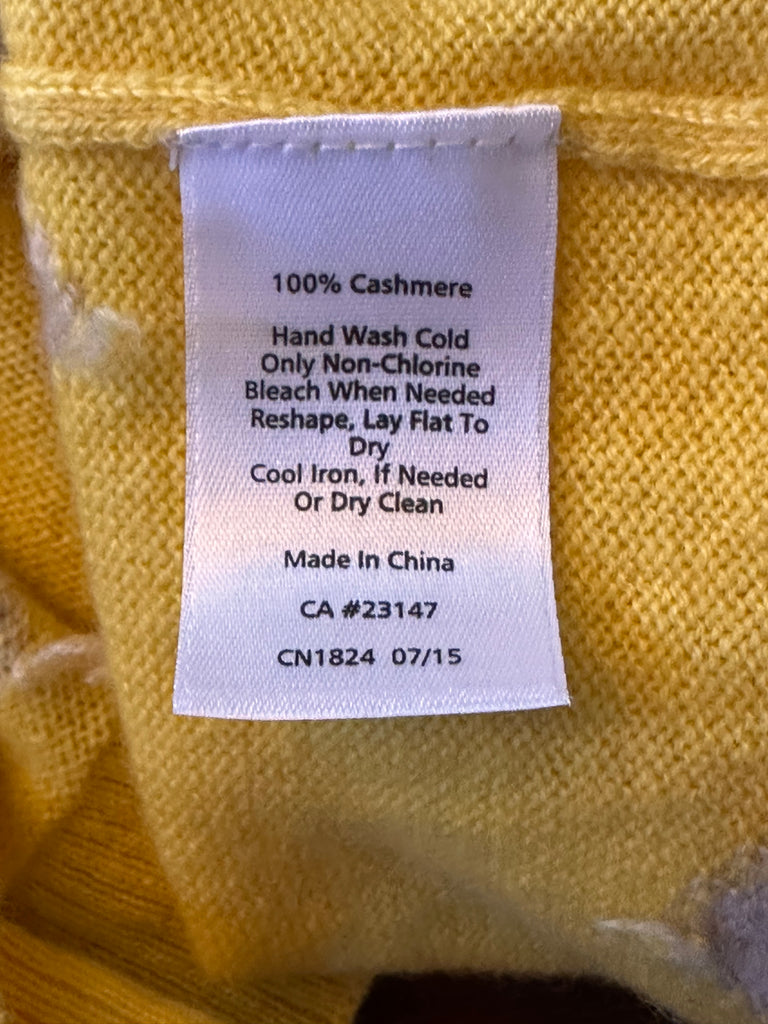 100% Cashmere
Hand Wash Cold
Only Non-Chlorine
Bleach When Needed
Reshape, Lay Flat To
Dry
Cool Iron, If Needed
Or Dry Clean
Made In China
CA #23147
CN1824 07/15